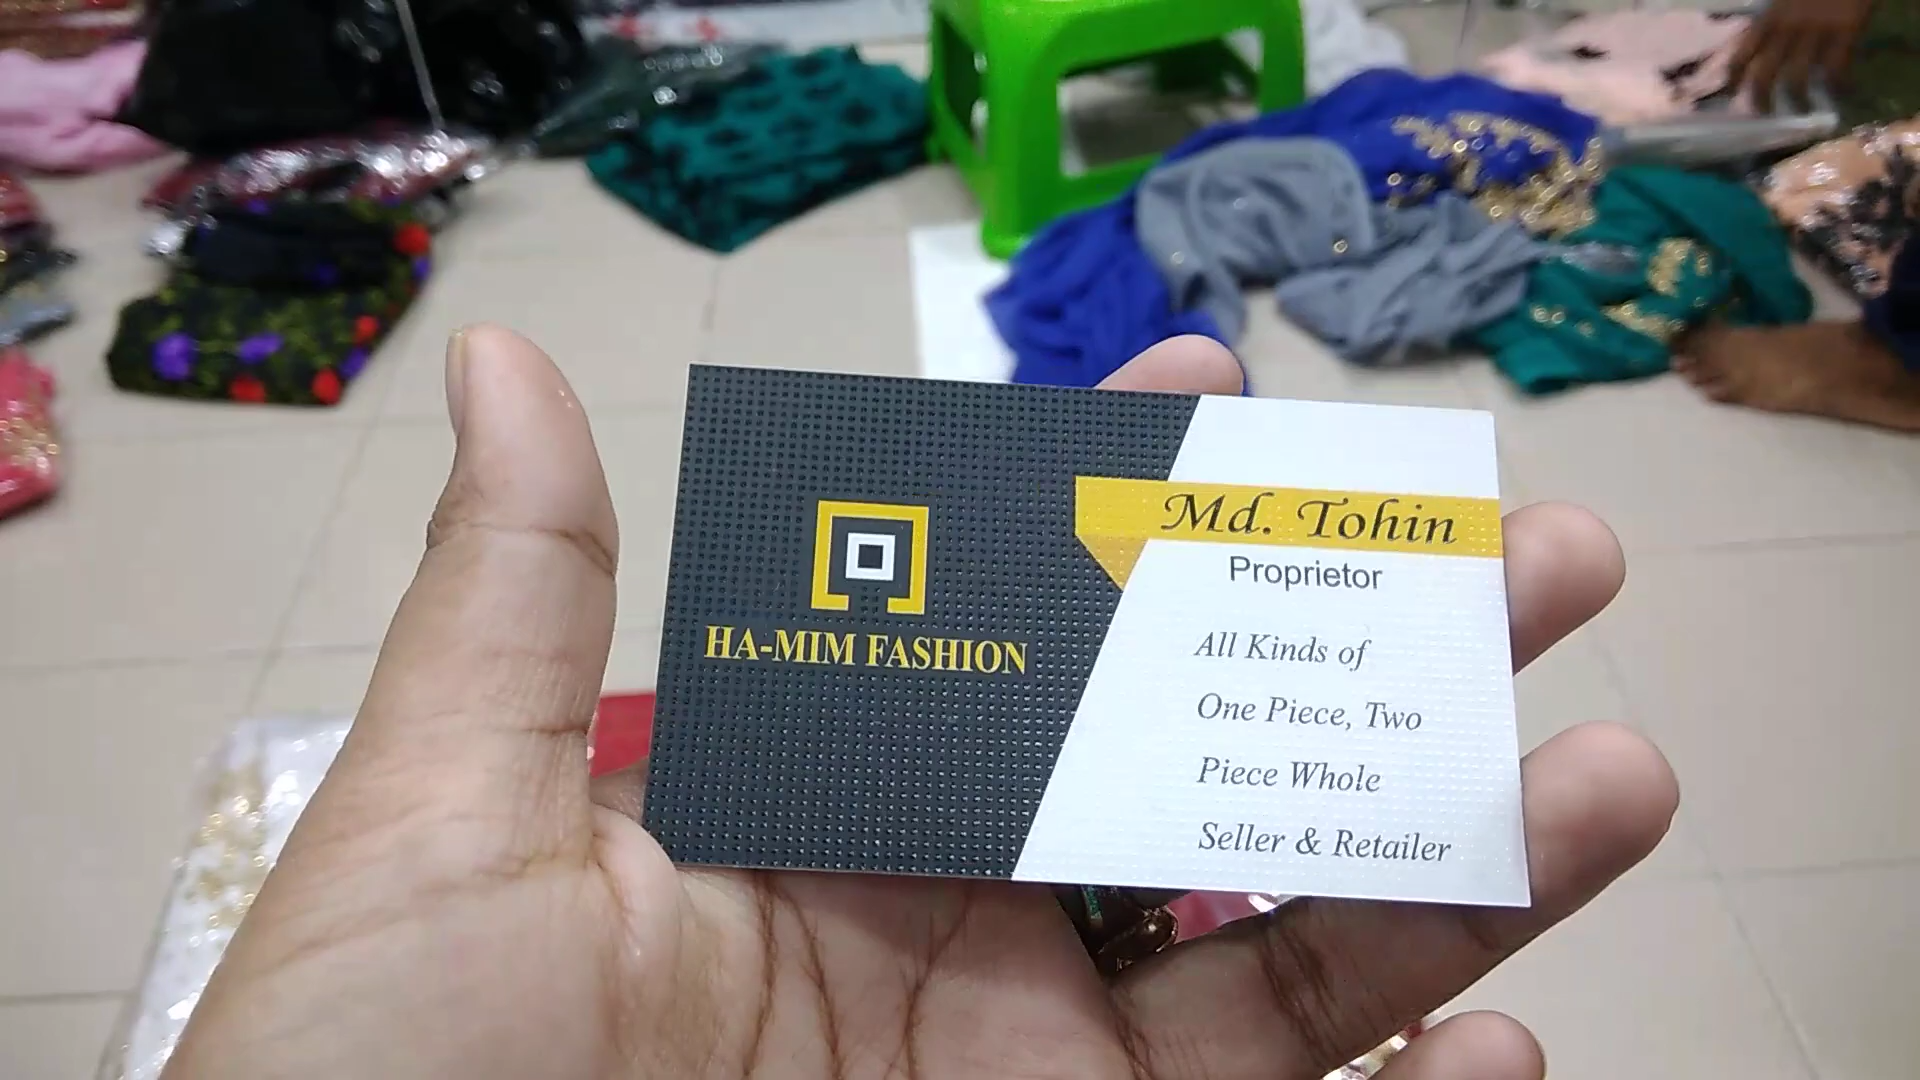 HA-MIM FASHION
Md. Tohin
Proprietor
All Kinds of
One Piece, Two
Piece Whole
Seller & Retailer